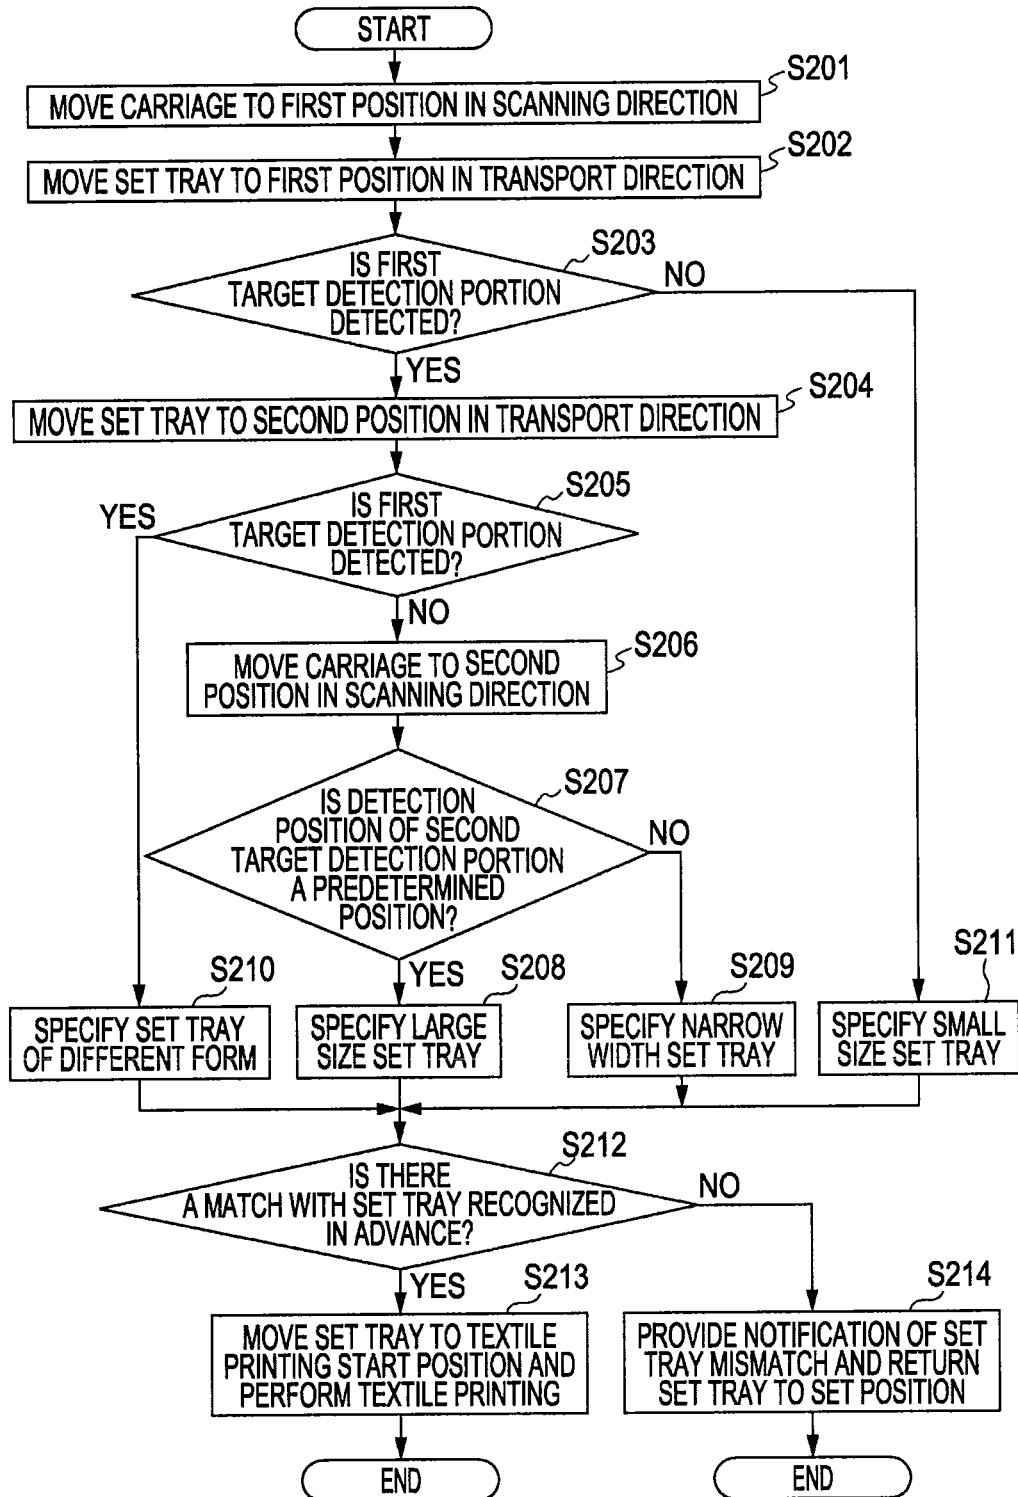 START
S201
MOVE CARRIAGE TO FIRST POSITION IN SCANNING DIRECTION
S202
MOVE SET TRAY TO FIRST POSITION IN TRANSPORT DIRECTION
S203
IS FIRST
TARGET DETECTION PORTION
DETECTED?
NO
YES
S204
MOVE SET TRAY TO SECOND POSITION IN TRANSPORT DIRECTION
S205
YES
IS FIRST
TARGET DETECTION PORTION
DETECTED?
NO
S206
MOVE CARRIAGE TO SECOND
POSITION IN SCANNING DIRECTION
S207
IS DETECTION
POSITION OF SECOND
TARGET DETECTION PORTION
A PREDETERMINED
POSITION?
NO
YES
S210
SPECIFY SET TRAY
OF DIFFERENT FORM
S208
SPECIFY LARGE
SIZE SET TRAY
S209
SPECIFY NARROW
WIDTH SET TRAY
S211
SPECIFY SMALL
SIZE SET TRAY
S212
IS THERE
A MATCH WITH SET TRAY RECOGNIZED
IN ADVANCE?
NO
YES
S213
MOVE SET TRAY TO TEXTILE
PRINTING START POSITION AND
PERFORM TEXTILE PRINTING
S214
PROVIDE NOTIFICATION OF SET
TRAY MISMATCH AND RETURN
SET TRAY TO SET POSITION
END
END